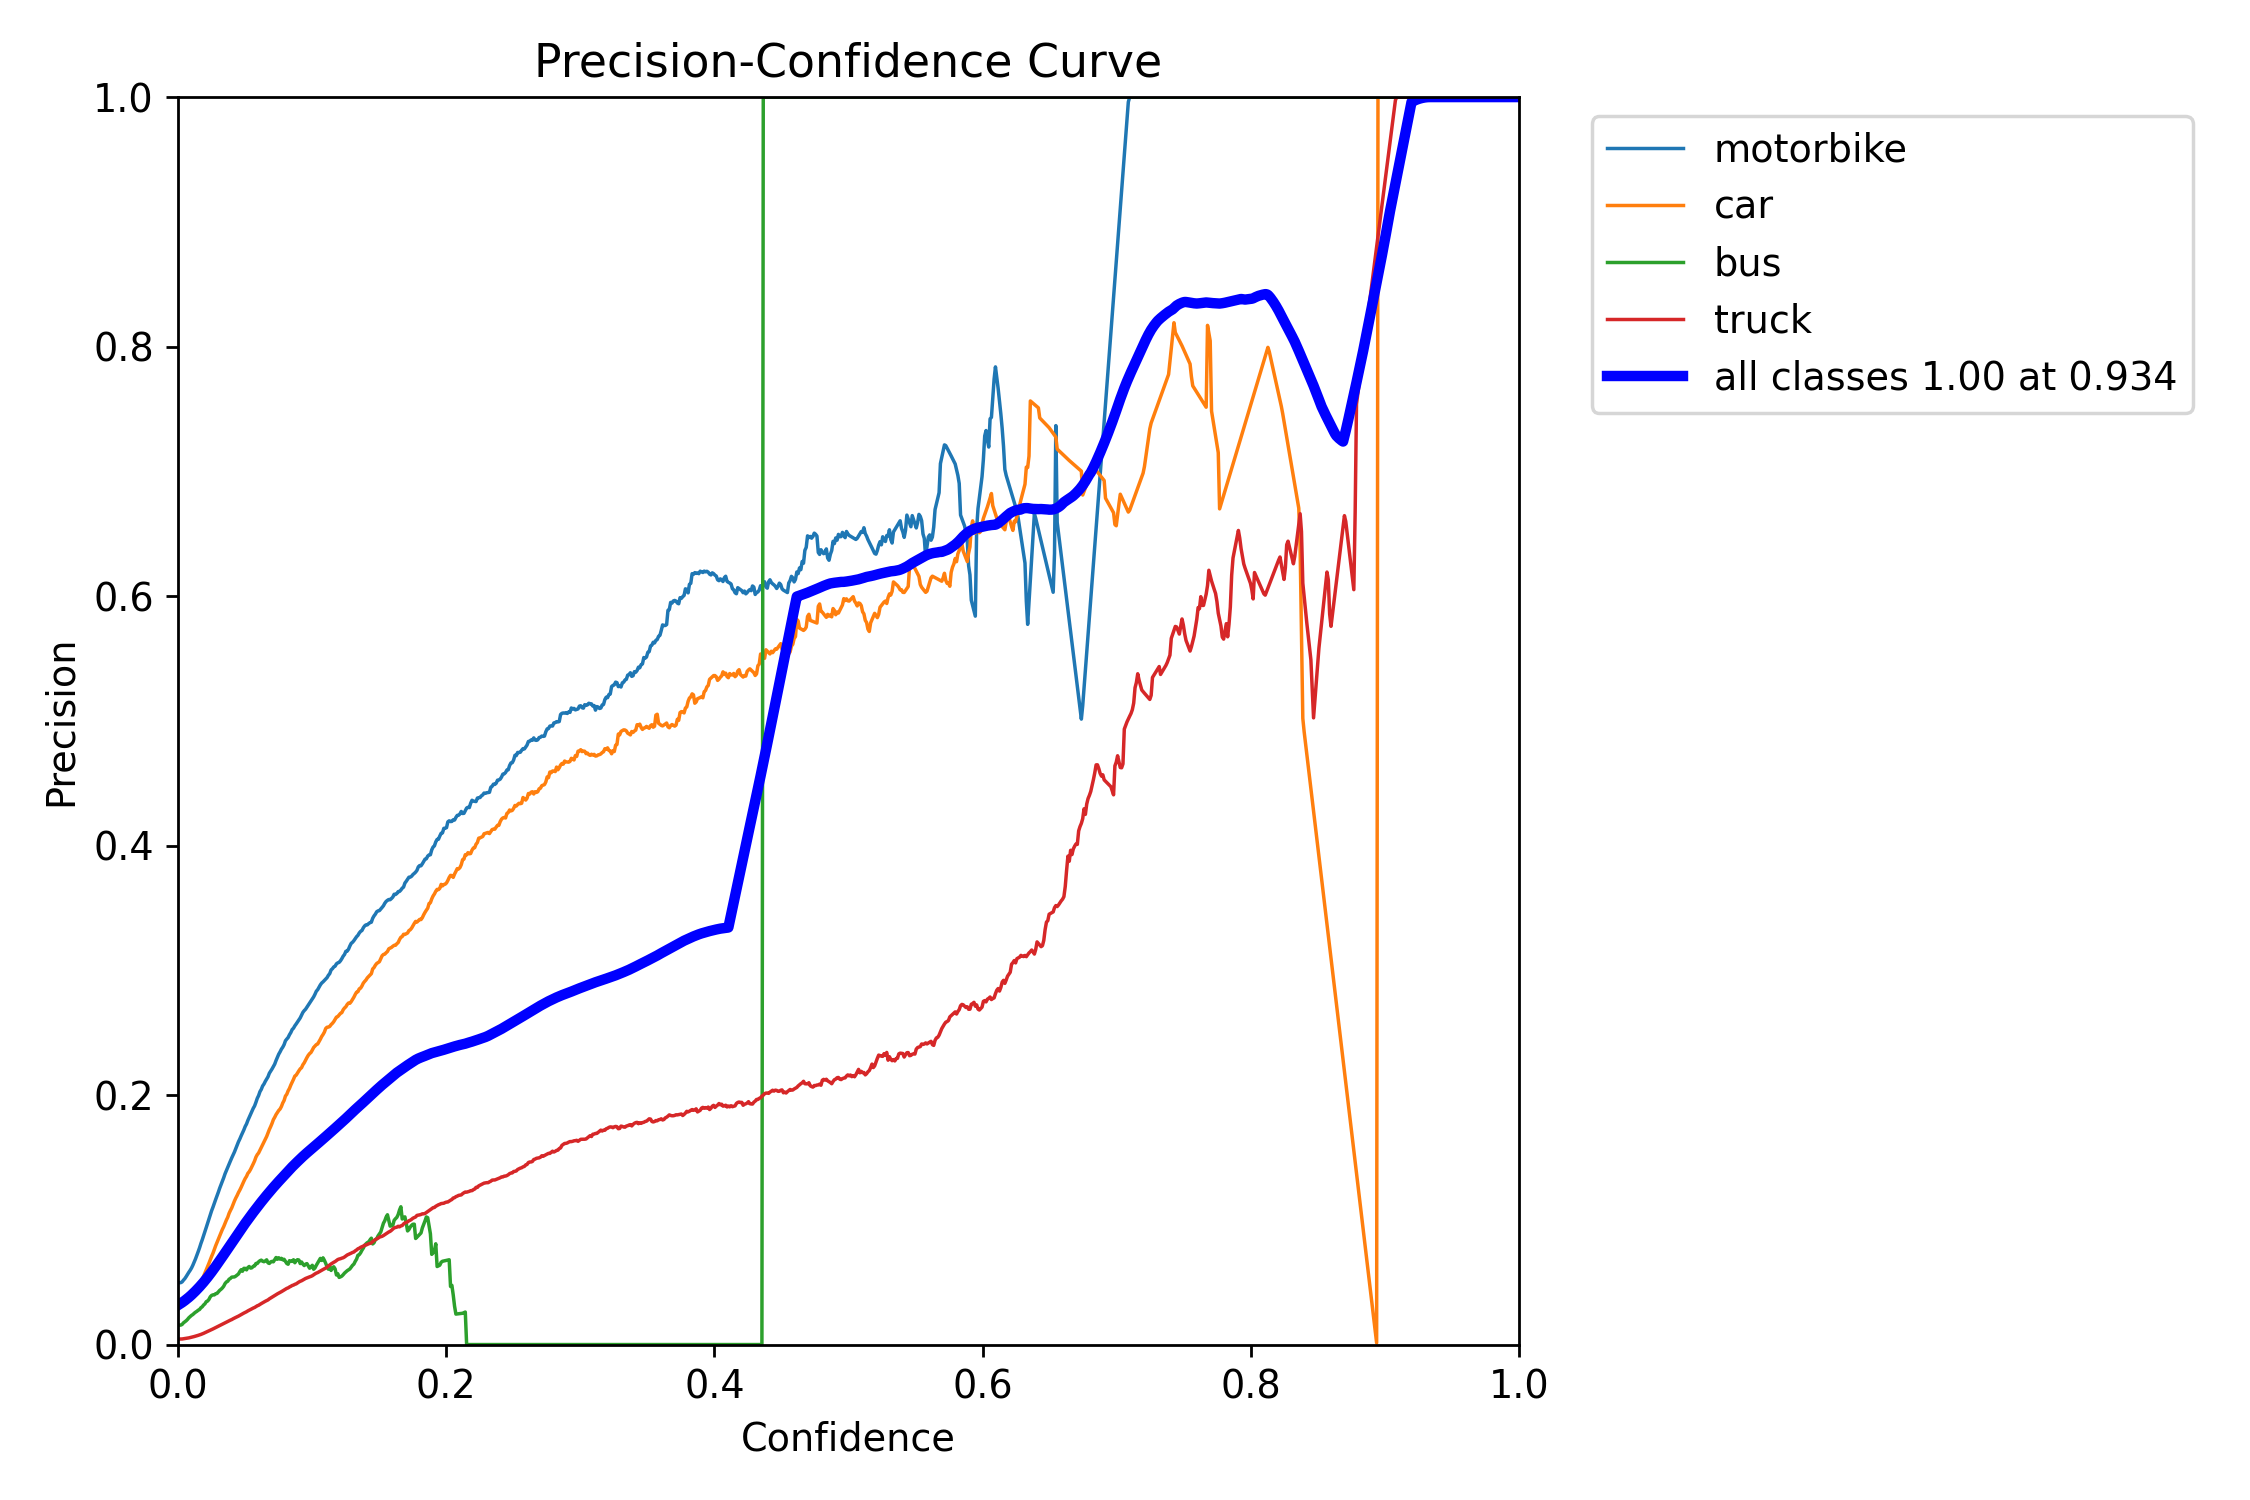 Precision-Confidence Curve
1.0
0.8
0.6
0.4
0.2
0.0
Precision
0.0 0.2 0.4 0.6 0.8 1.0
Confidence
motorbike
car
bus
truck
all classes 1.00 at 0.934